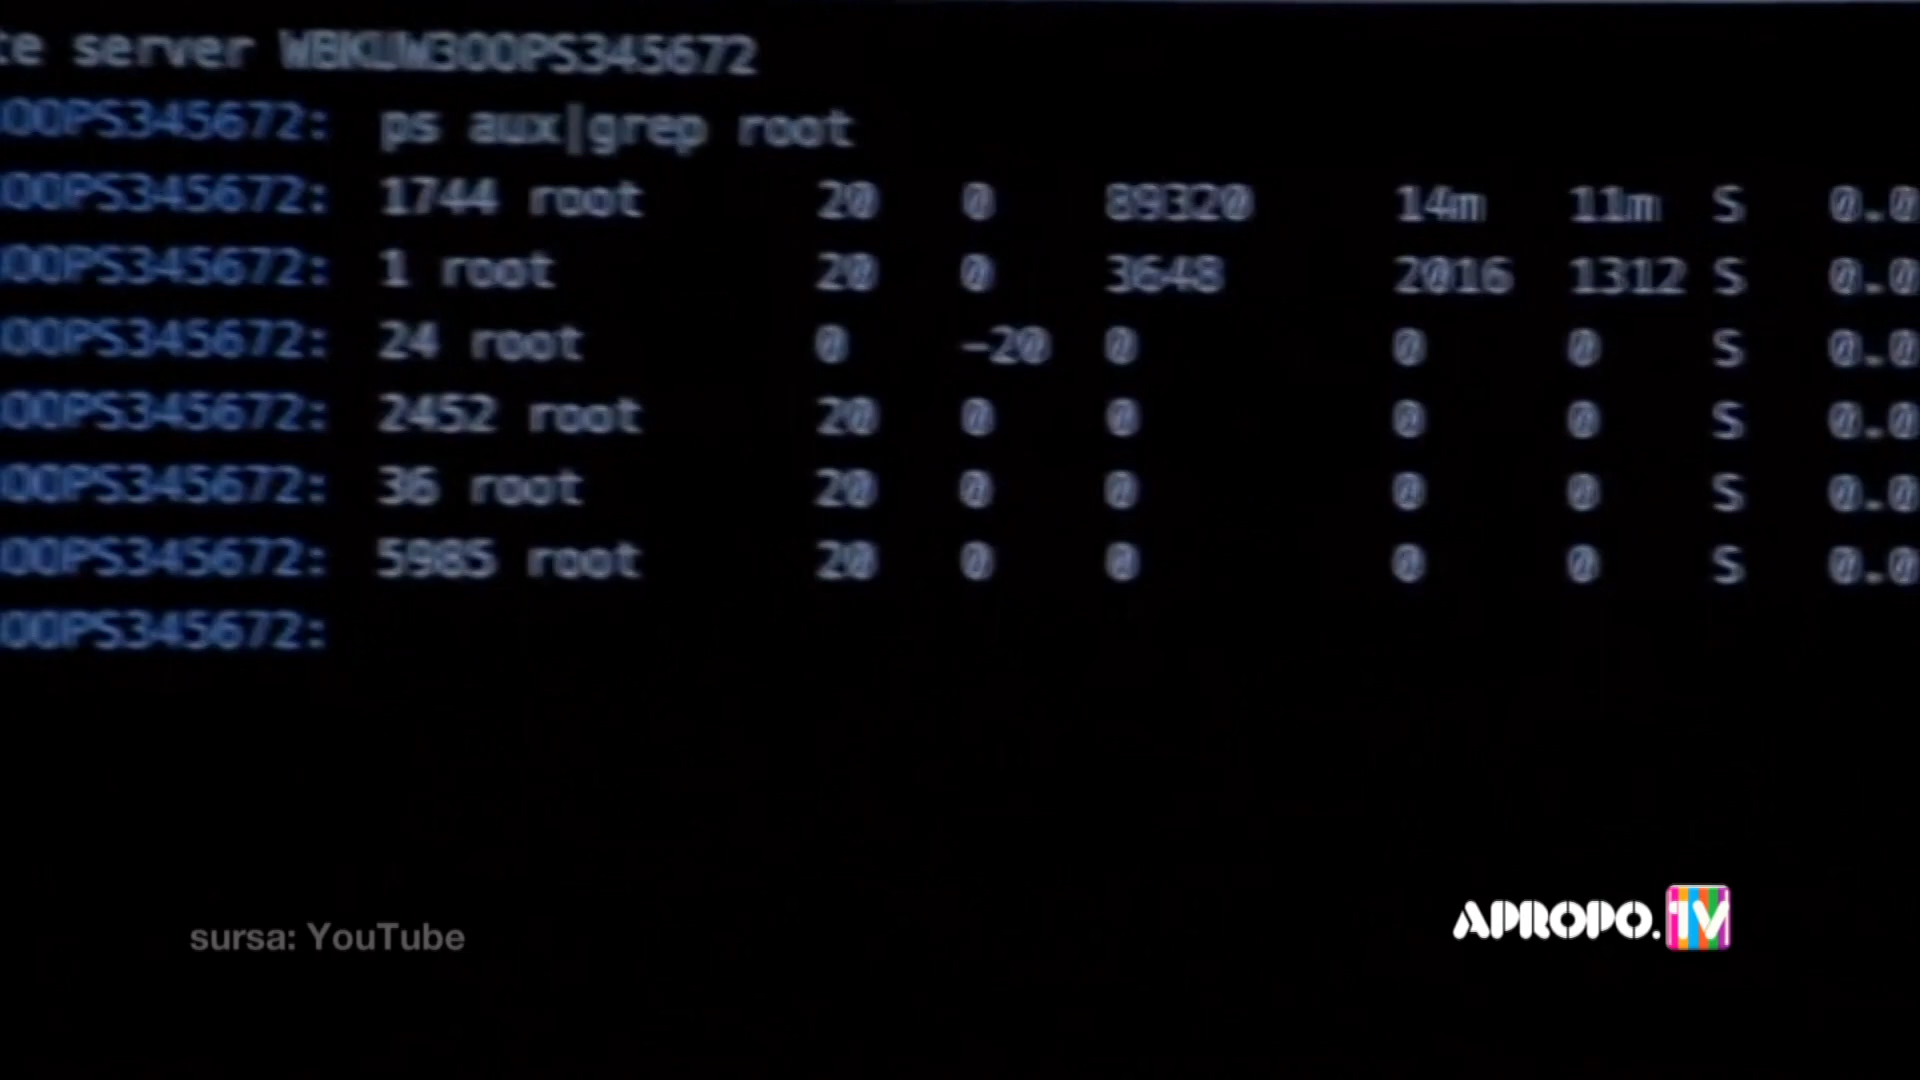 te server WBKUW300PS345672
00PS345672: ps aux|grep root
00PS345672: 1744 root 20 0 89320 14m 11m S 0.0
00PS345672: 1 root 20 0 3648 2016 1312 S 0.0
00PS345672: 24 root 0 -20 0 0 0 S 0.0
00PS345672: 2452 root 20 0 0 0 0 S 0.0
00PS345672: 36 root 20 0 0 0 0 S 0.0
00PS345672: 5985 root 20 0 0 0 0 S 0.0
00PS345672:
sursa: YouTube
APROPO.TV